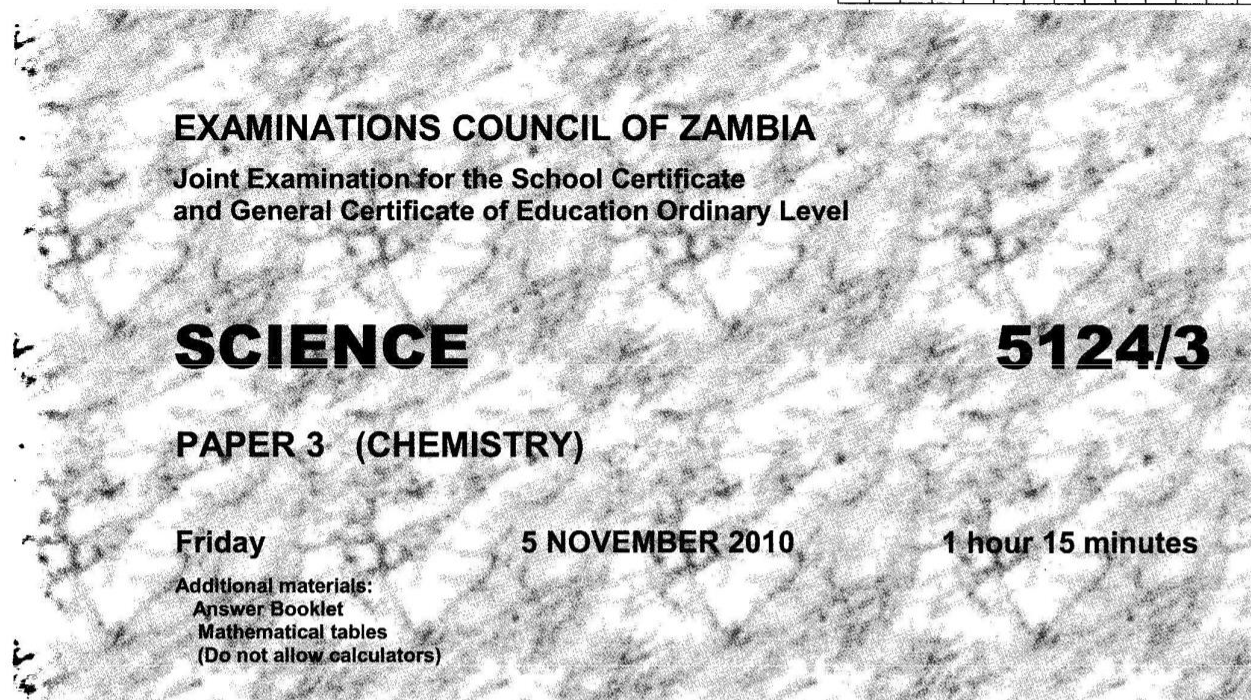 EXAMINATIONS COUNCIL OF ZAMBIA
Joint Examination for the School Certificate
and General Certificate of Education Ordinary Level
SCIENCE 5124/3
PAPER 3 (CHEMISTRY)
Friday 5 NOVEMBER 2010 1 hour 15 minutes
Additional materials:
Answer Booklet
Mathematical tables
(Do not allow calculators)